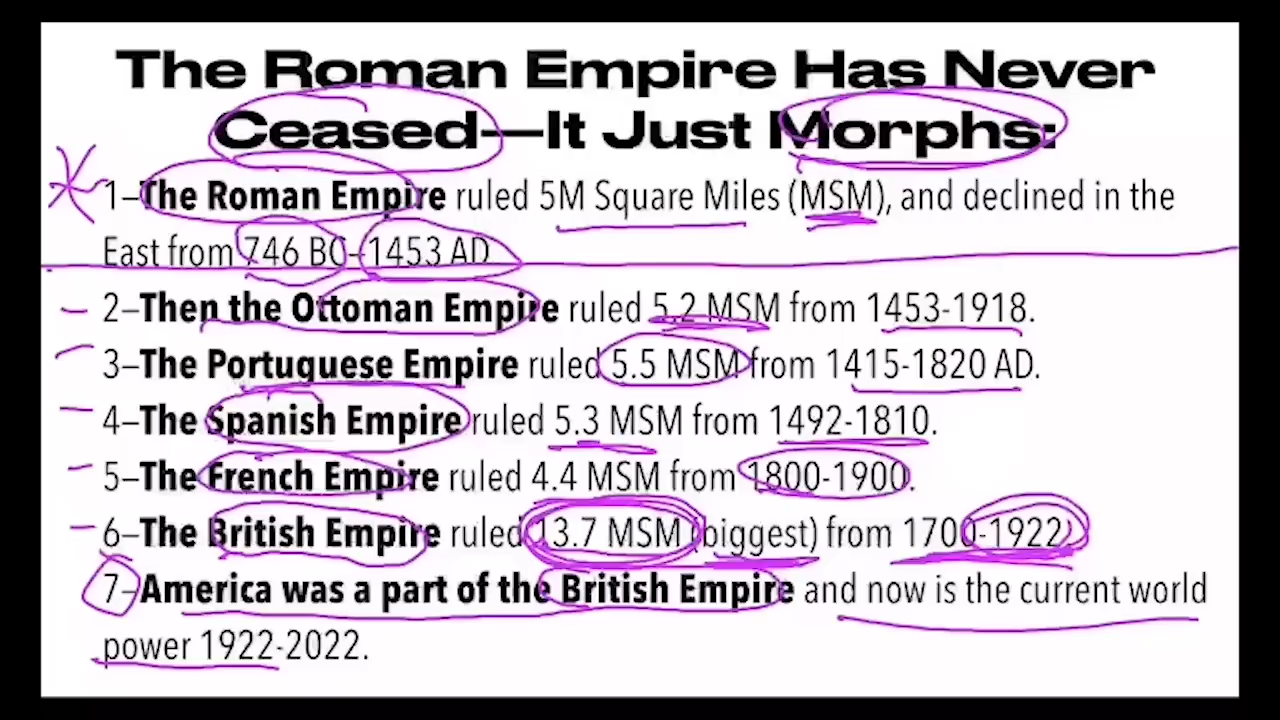 The Roman Empire Has Never
Ceased—It Just Morphs:
1–The Roman Empire ruled 5M Square Miles (MSM), and declined in the
East from 746 BC–1453 AD
2–Then the Ottoman Empire ruled 5.2 MSM from 1453-1918.
3–The Portuguese Empire ruled 5.5 MSM from 1415-1820 AD.
4–The Spanish Empire ruled 5.3 MSM from 1492-1810.
5–The French Empire ruled 4.4 MSM from 1800-1900.
6–The British Empire ruled 13.7 MSM (biggest) from 1700-1922.
7–America was a part of the British Empire and now is the current world
power 1922-2022.